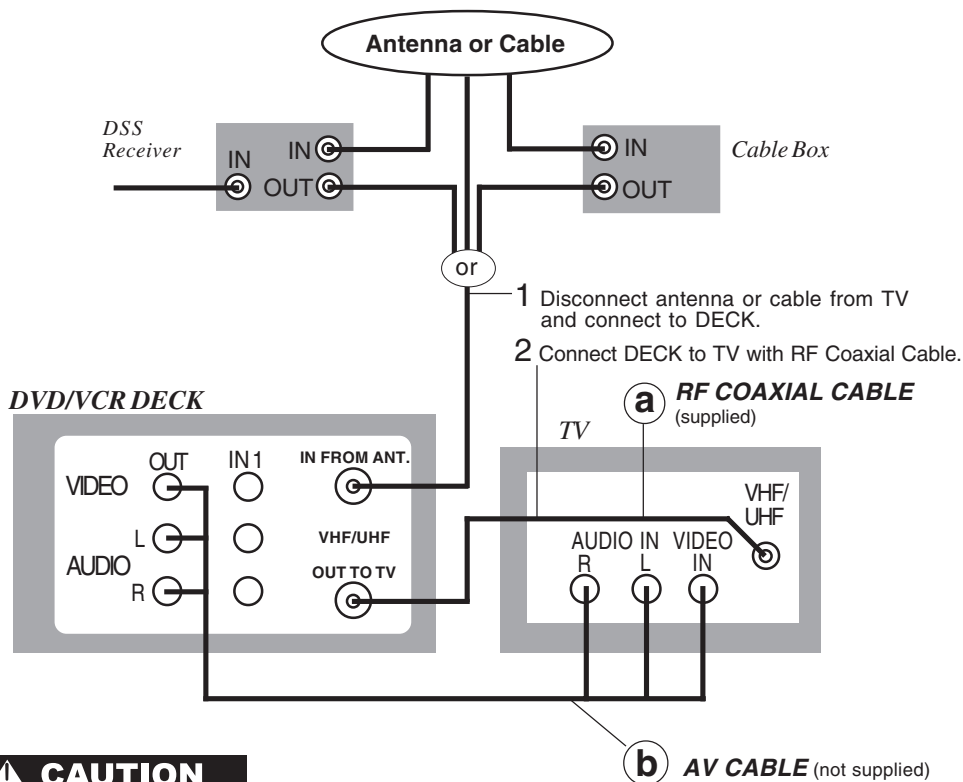 Antenna or Cable
DSS
Receiver
IN
IN
OUT
IN
OUT
Cable Box
or
1 Disconnect antenna or cable from TV
and connect to DECK.
2 Connect DECK to TV with RF Coaxial Cable.
a RF COAXIAL CABLE
(supplied)
DVD/VCR DECK
OUT
IN 1
IN FROM ANT.
VIDEO
L
VHF/UHF
AUDIO
R
OUT TO TV
TV
VHF/
UHF
AUDIO IN
R
L
VIDEO
IN
b AV CABLE (not supplied)
CAUTION